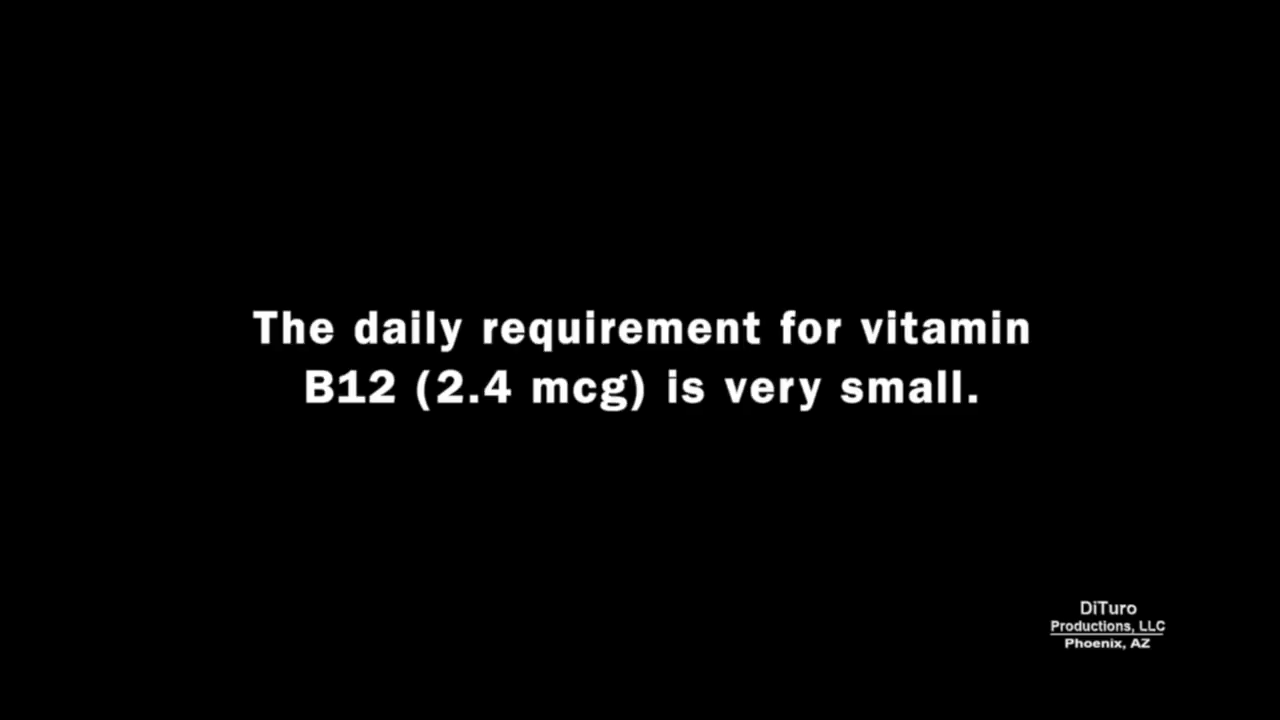 The daily requirement for vitamin
B12 (2.4 mcg) is very small.
DiTuro
Productions, LLC
Phoenix, AZ